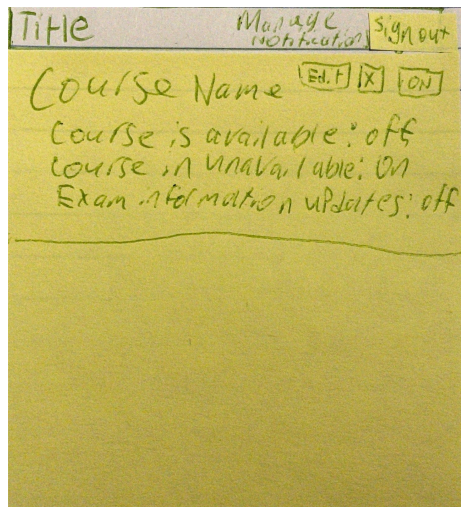 Title
Manage Notification
Sign out
Course Name
Edit
X
ON
Course is available: off
Course in unavailable: On
Exam information updates: off